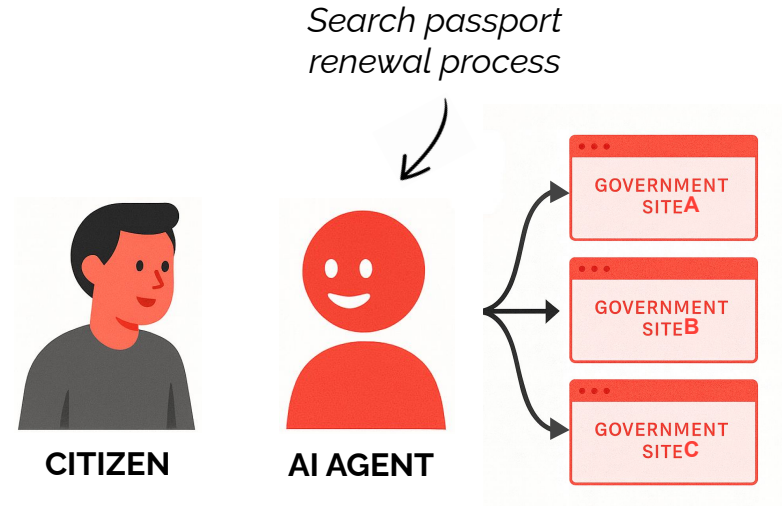 Search passport
renewal process
GOVERNMENT
SITEA
GOVERNMENT
SITEB
GOVERNMENT
SITEC
CITIZEN
AI AGENT